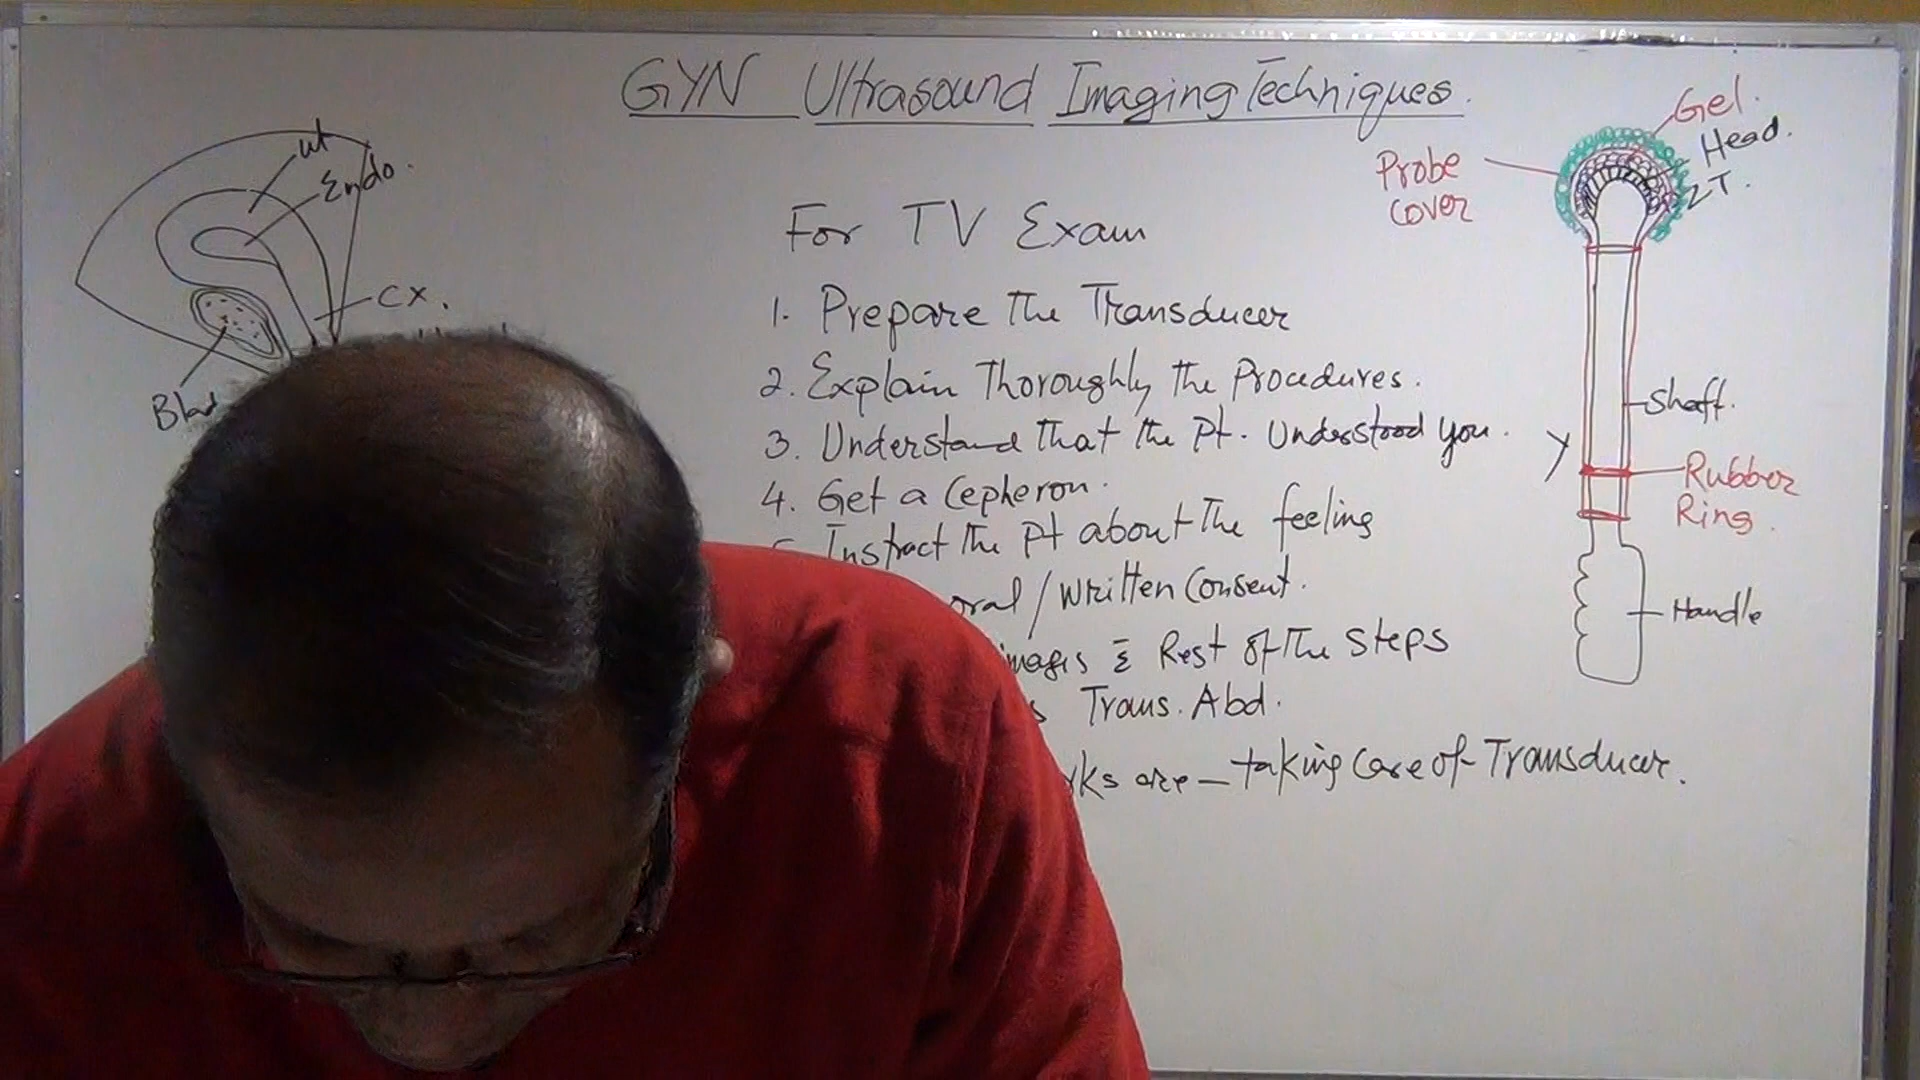 GYN Ultrasound Imaging Techniques.
ut
Endo.
CX.
For TV Exam
1. Prepare the Transducer
2. Explain Thoroughly the Procedures.
3. Understand that the Pt. Understood you.
4. Get a Cepheron.
Instract the Pt about the feeling
oral / written Consent.
images c̄ Rest of the Steps
Trans. Abd.
are - taking Care of Transducer.
Probe
Cover
Gel.
Head.
Shaft.
Y
Rubber
Ring.
Handle